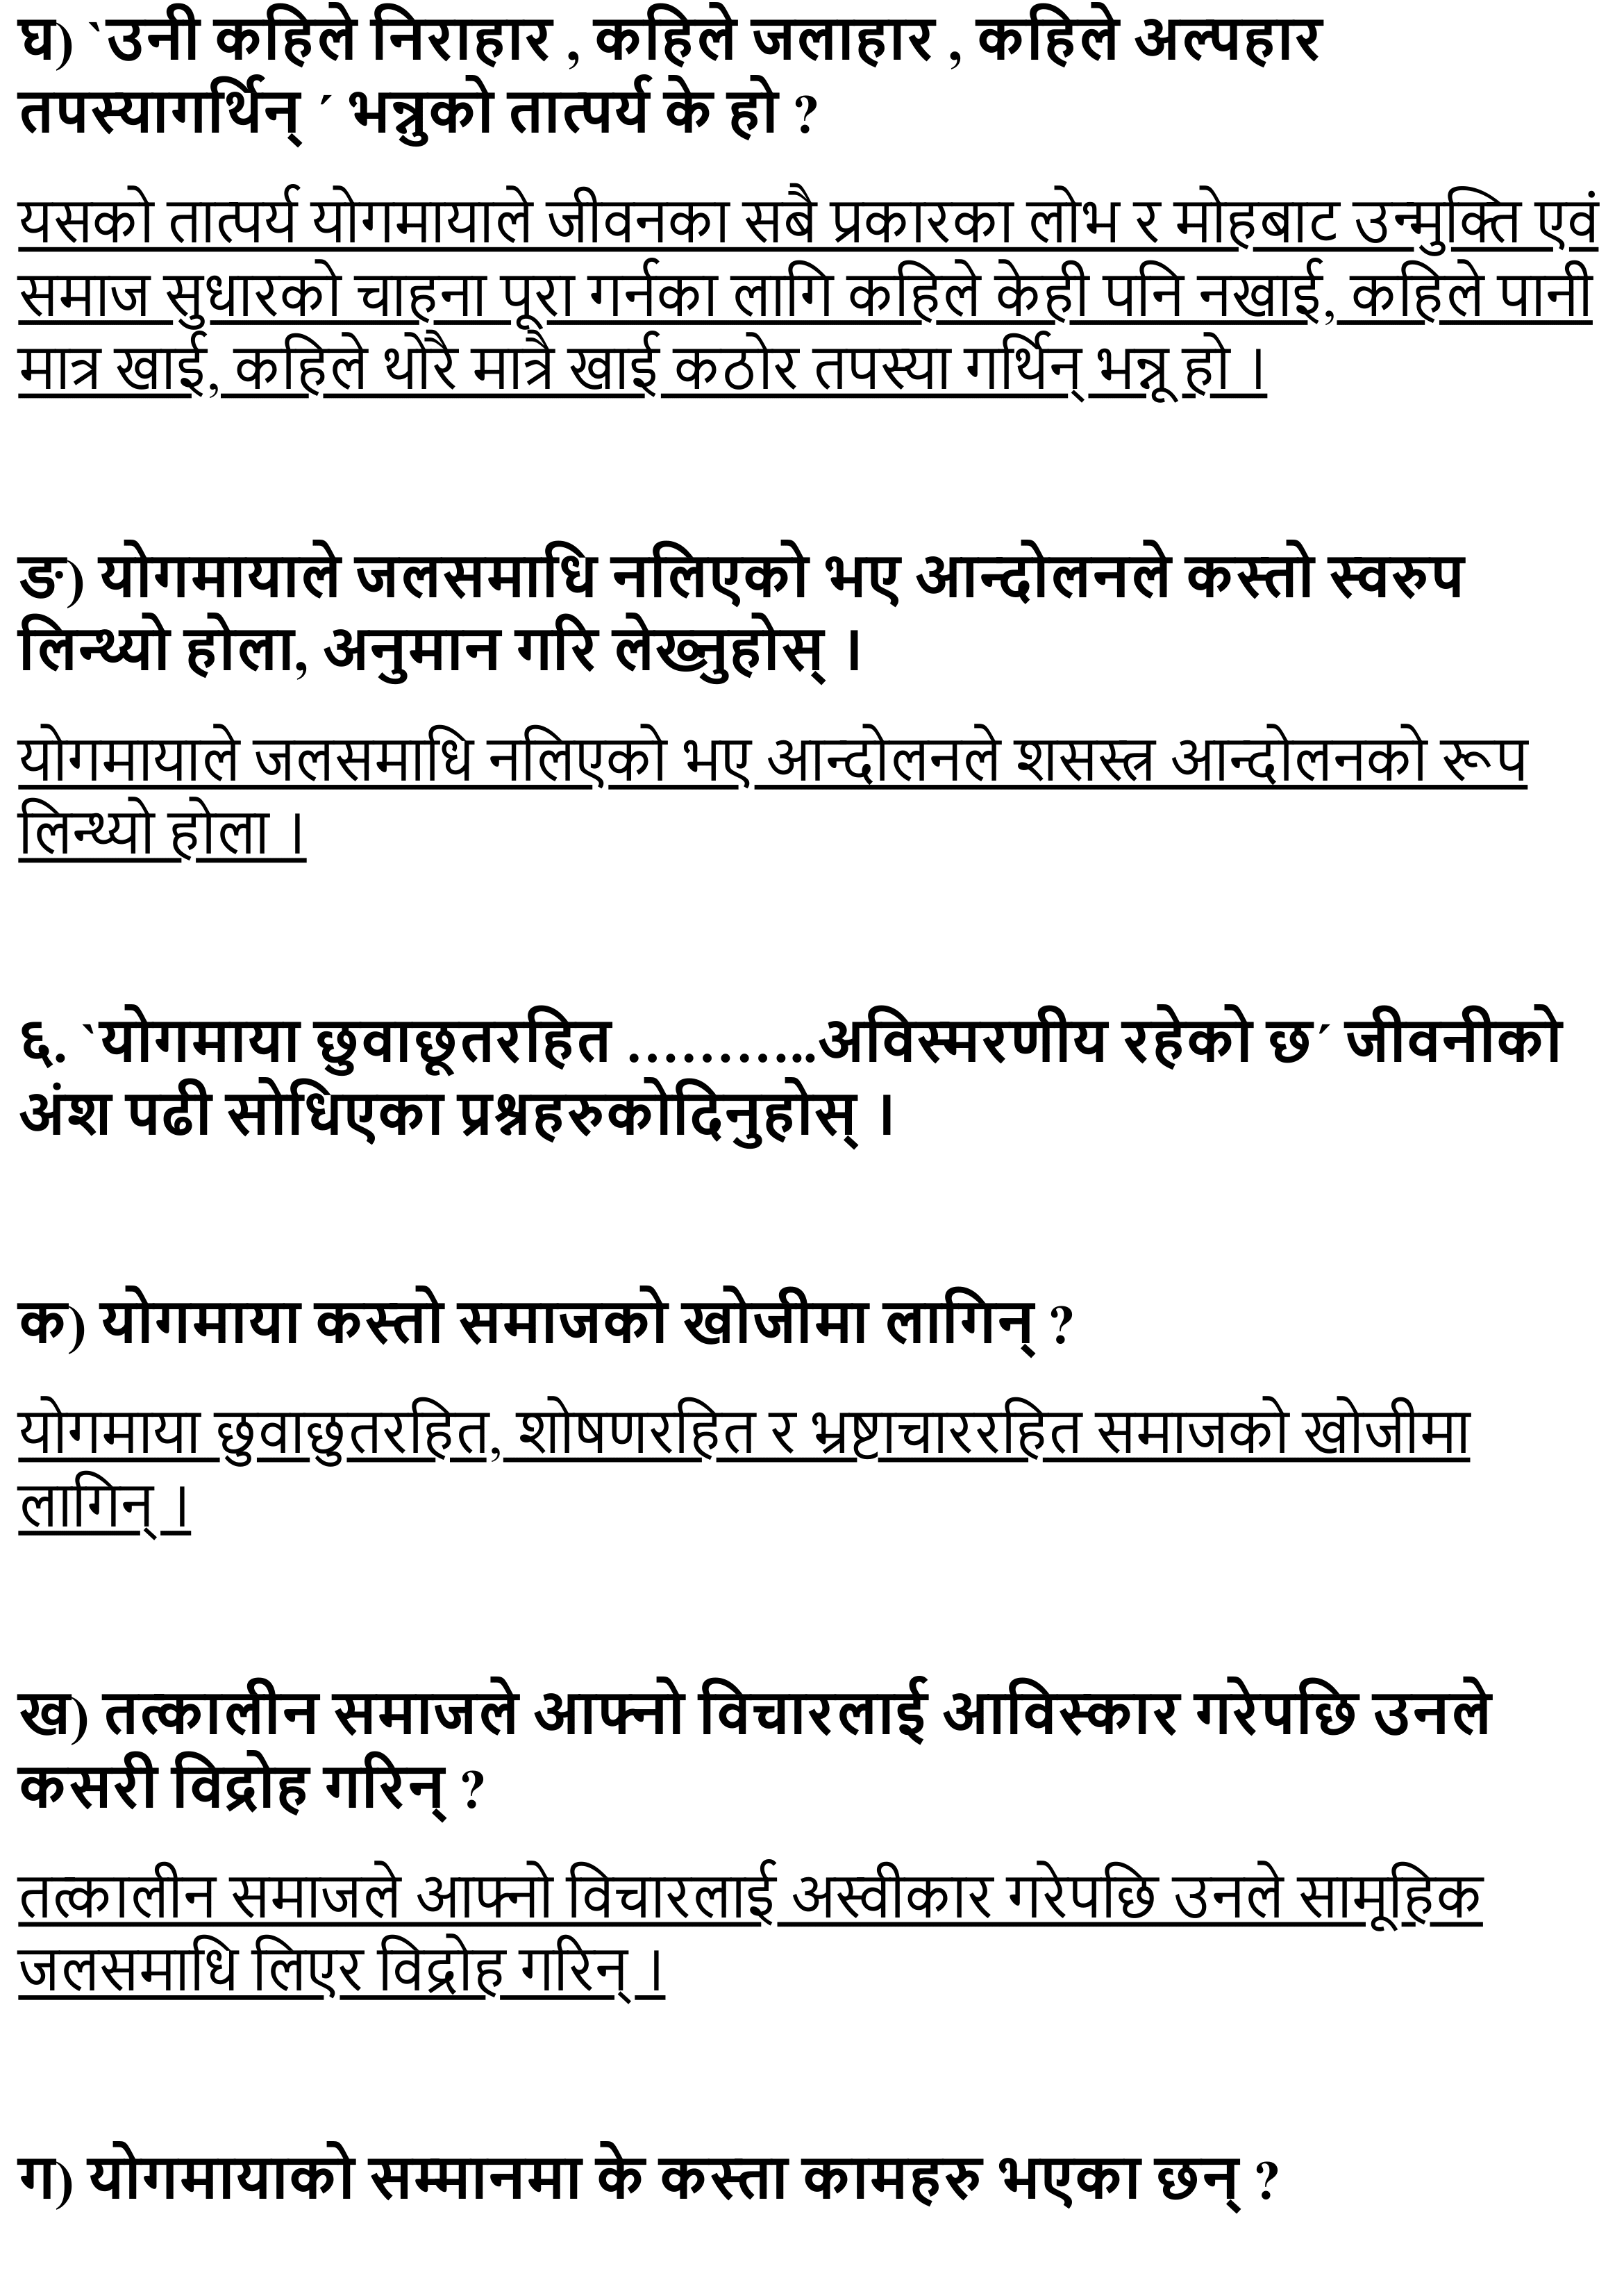 घ) `उनी कहिले निराहार , कहिले जलाहार , कहिले अल्पहार
तपस्यागर्थिन् ´ भन्नुको तात्पर्य के हो ?
यसको तात्पर्य योगमायाले जीवनका सबै प्रकारका लोभ र मोहबाट उन्मुक्ति एवं
समाज सुधारको चाहना पूरा गर्नका लागि कहिले केही पनि नखाई, कहिले पानी
मात्र खाई, कहिले थोरै मात्रै खाई कठोर तपस्या गर्थिन् भन्नू हो ।
ङ) योगमायाले जलसमाधि नलिएको भए आन्दोलनले कस्तो स्वरुप
लिन्थ्यो होला, अनुमान गरि लेख्नुहोस् ।
योगमायाले जलसमाधि नलिएको भए आन्दोलनले शसस्त्र आन्दोलनको रूप
लिन्थ्यो होला ।
६. `योगमाया छुवाछूतरहित ………..अविस्मरणीय रहेको छ´ जीवनीको
अंश पढी सोधिएका प्रश्नहरुकोदिनुहोस् ।
क) योगमाया कस्तो समाजको खोजीमा लागिन् ?
योगमाया छुवाछुतरहित, शोषणरहित र भ्रष्टाचाररहित समाजको खोजीमा
लागिन् ।
ख) तत्कालीन समाजले आफ्नो विचारलाई आविस्कार गरेपछि उनले
कसरी विद्रोह गरिन् ?
तत्कालीन समाजले आफ्नो विचारलाई अस्वीकार गरेपछि उनले सामूहिक
जलसमाधि लिएर विद्रोह गरिन् ।
ग) योगमायाको सम्मानमा के कस्ता कामहरु भएका छन् ?